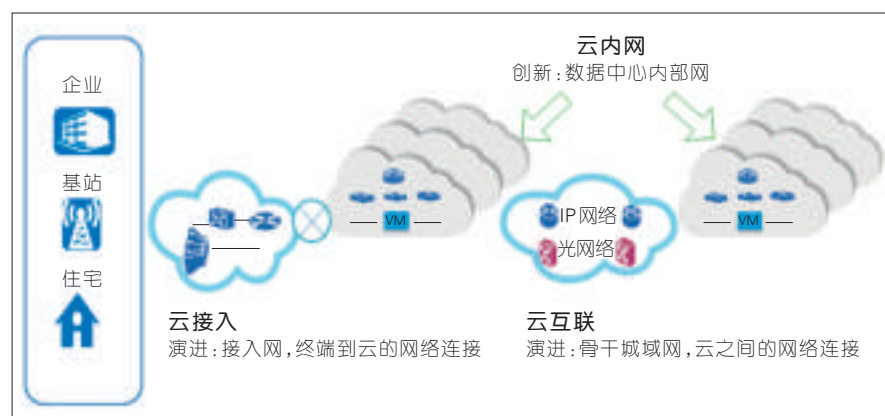 企业
基站
住宅
云内网
创新:数据中心内部网
VM
IP网络
光网络
VM
云接入
演进:接入网,终端到云的网络连接
云互联
演进:骨干城域网,云之间的网络连接